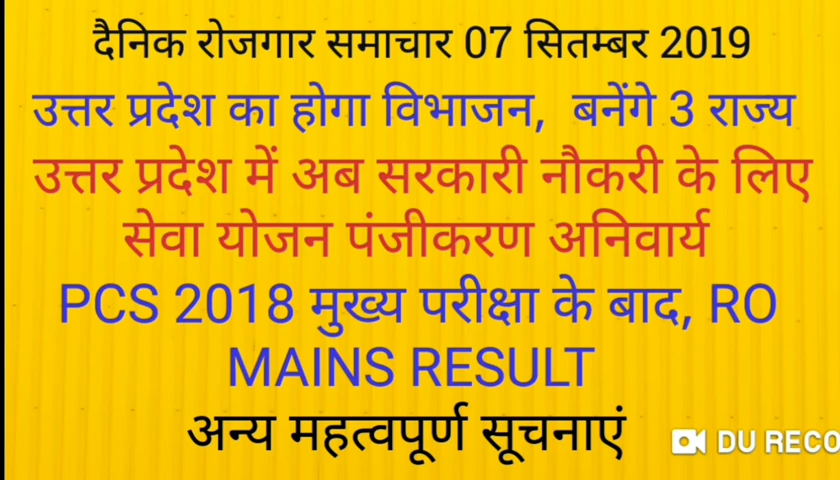 दैनिक रोजगार समाचार 07 सितम्बर 2019
उत्तर प्रदेश का होगा विभाजन, बनेंगे 3 राज्य
उत्तर प्रदेश में अब सरकारी नौकरी के लिए
सेवा योजन पंजीकरण अनिवार्य
PCS 2018 मुख्य परीक्षा के बाद, RO
MAINS RESULT
अन्य महत्वपूर्ण सूचनाएं
DU RECO